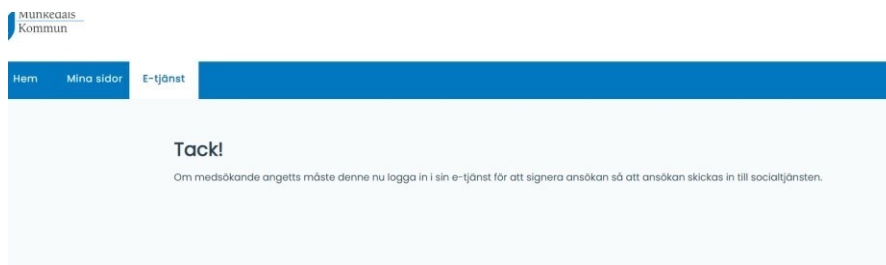 Munkedals
Kommun
Hem Mina sidor E-tjänst
Tack!
Om medsökande angetts måste denne nu logga in i sin e-tjänst för att signera ansökan så att ansökan skickas in till socialtjänsten.